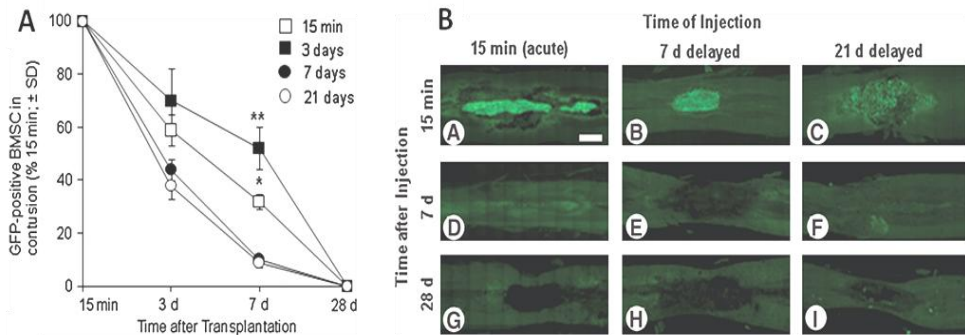 A
GFP-positive BMSC in
contusion (% 15 min; ± SD)
100
80
60
40
20
0
15 min
3 d
7 d
28 d
Time after Transplantation
15 min
3 days
7 days
21 days
**
*
B
Time of Injection
15 min (acute)
7 d delayed
21 d delayed
Time after Injection
15 min
7 d
28 d
A
B
C
D
E
F
G
H
I